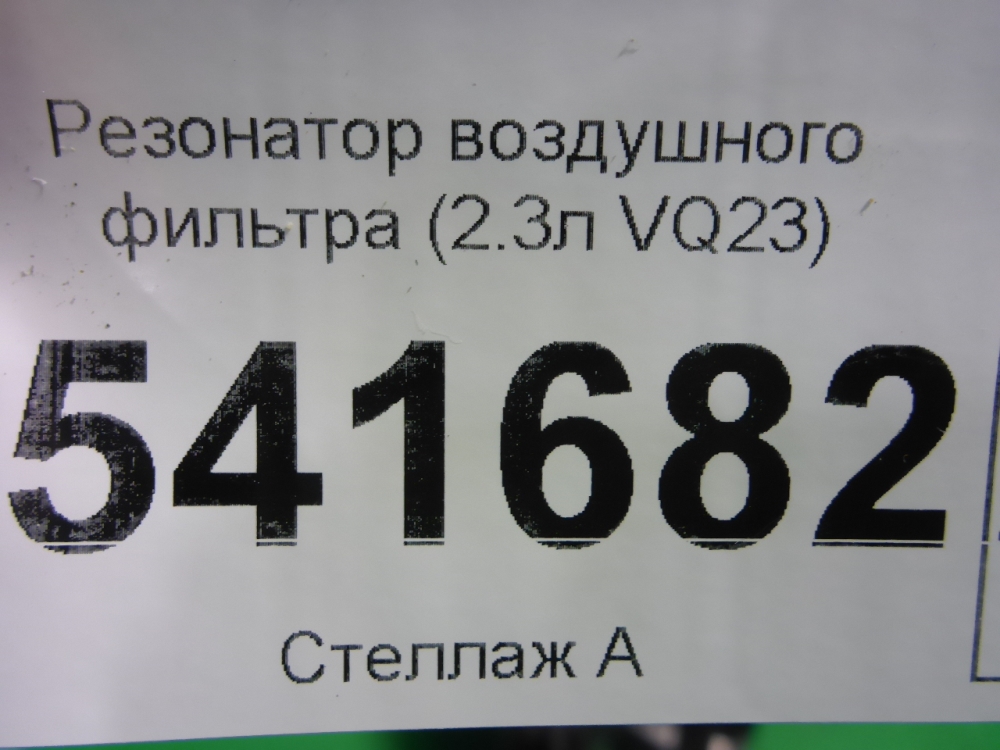 Резонатор воздушного
фильтра (2.3л VQ23)
541682
Стеллаж А